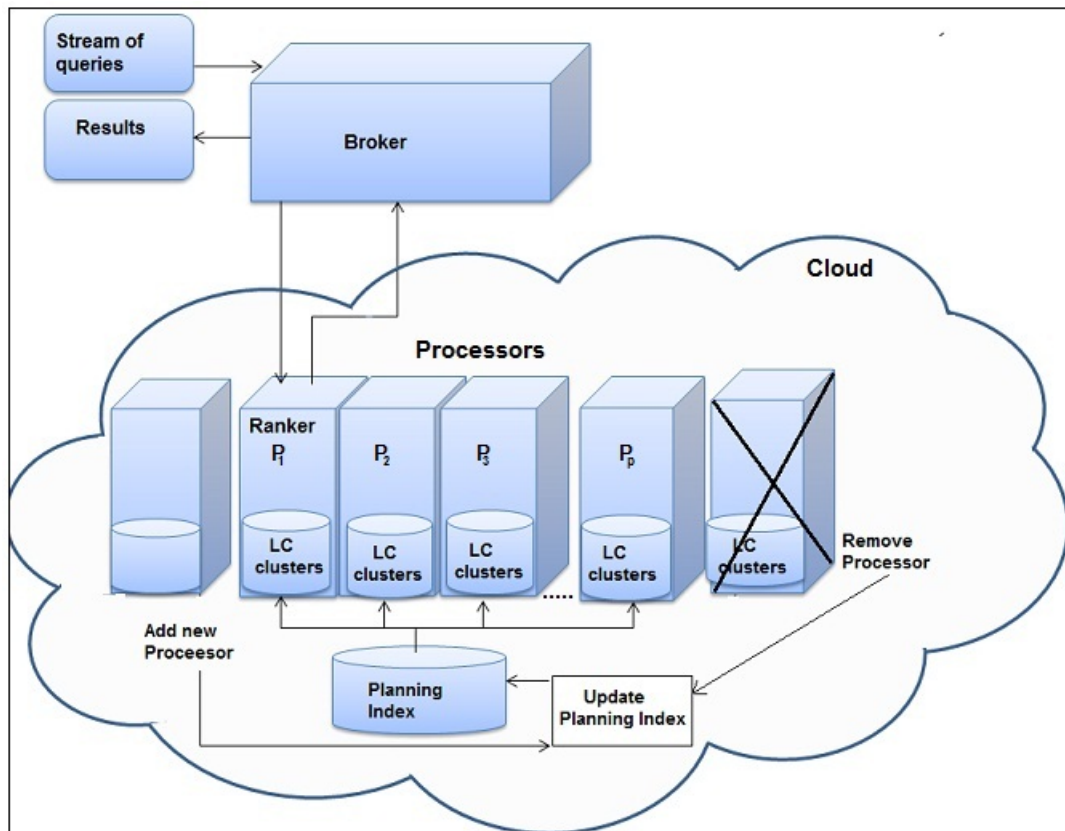 Stream of
queries
Results
Broker
Cloud
Processors
Ranker
P1
P2
P3
Pp
LC
clusters
LC
clusters
LC
clusters
.....
LC
clusters
LC
clusters
Remove
Processor
Add new
Proceesor
Planning
Index
Update
Planning Index